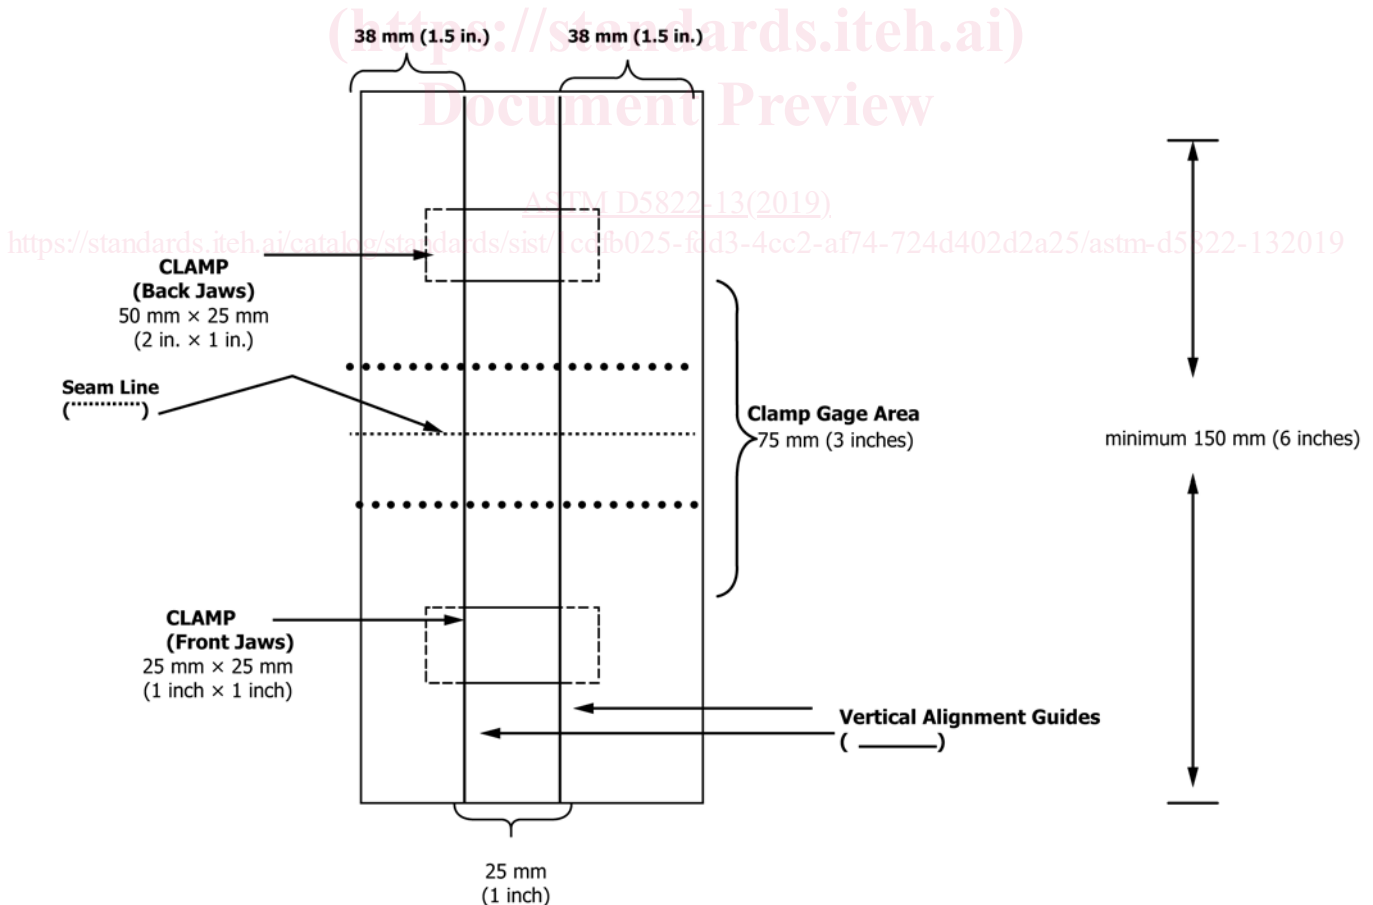 (https://standards.iteh.ai)
38 mm (1.5 in.)
38 mm (1.5 in.)
Document Preview
ASTM D5822-13(2019)
https://standards.iteh.ai/catalog/standards/sist/1cdfb025-fdd3-4cc2-af74-724d402d2a25/astm-d5822-132019
CLAMP
(Back Jaws)
50 mm × 25 mm
(2 in. × 1 in.)
Seam Line
(............)
Clamp Gage Area
75 mm (3 inches)
minimum 150 mm (6 inches)
CLAMP
(Front Jaws)
25 mm × 25 mm
(1 inch × 1 inch)
Vertical Alignment Guides
( ________)
25 mm
(1 inch)